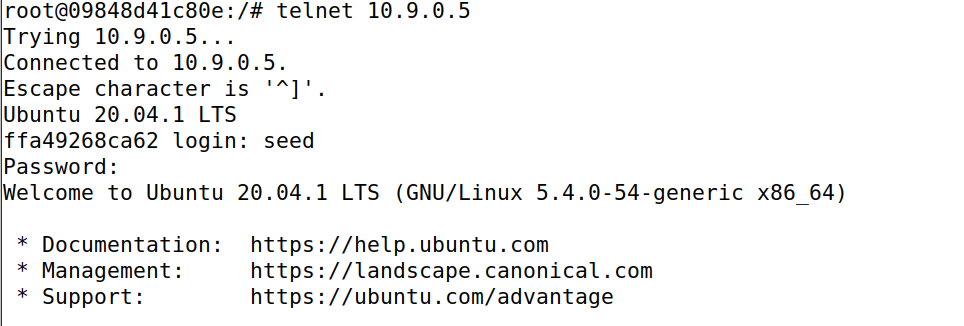 root@09848d41c80e:/# telnet 10.9.0.5
Trying 10.9.0.5...
Connected to 10.9.0.5.
Escape character is '^]'.
Ubuntu 20.04.1 LTS
ffa49268ca62 login: seed
Password:
Welcome to Ubuntu 20.04.1 LTS (GNU/Linux 5.4.0-54-generic x86_64)

 * Documentation:  https://help.ubuntu.com
 * Management:     https://landscape.canonical.com
 * Support:        https://ubuntu.com/advantage